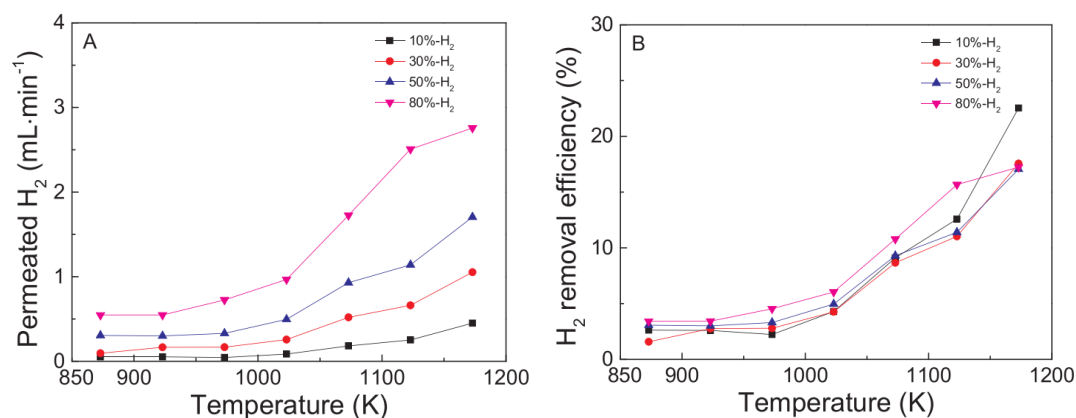 A
10%-H₂
30%-H₂
50%-H₂
80%-H₂
Permeated H₂ (mL·min⁻¹)
4
3
2
1
0
850 900 1000 1100 1200
Temperature (K)
B
10%-H₂
30%-H₂
50%-H₂
80%-H₂
H₂ removal efficiency (%)
30
20
10
0
850 900 1000 1100 1200
Temperature (K)